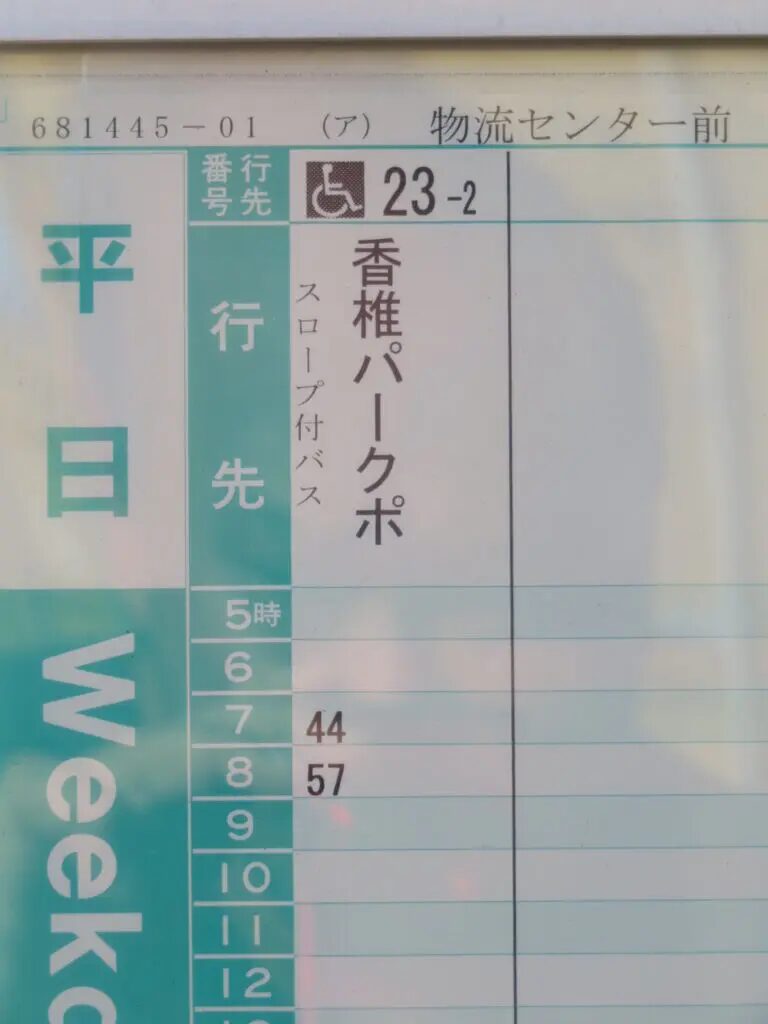 681445-01 (ア) 物流センター前
行先番号
23-2
行先
香椎パークポ
スロープ付バス
平日
5時
6
7 44
8 57
9
10
11
12